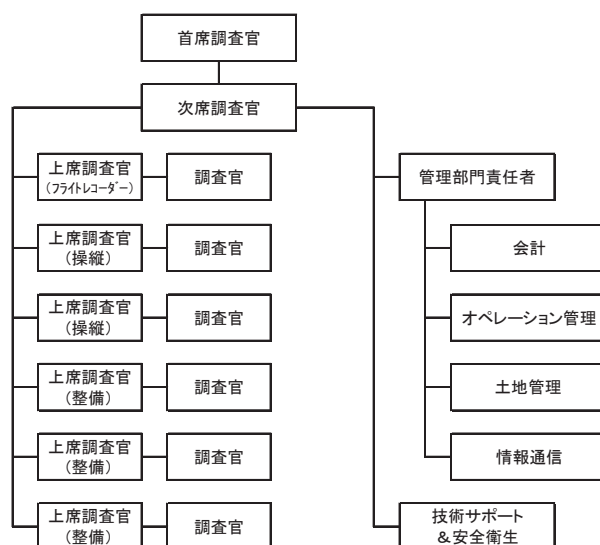 首席調査官
次席調査官
上席調査官
(フライトレコーダー)
調査官
上席調査官
(操縦)
調査官
上席調査官
(操縦)
調査官
上席調査官
(整備)
調査官
上席調査官
(整備)
調査官
上席調査官
(整備)
調査官
管理部門責任者
会計
オペレーション管理
土地管理
情報通信
技術サポート
&安全衛生